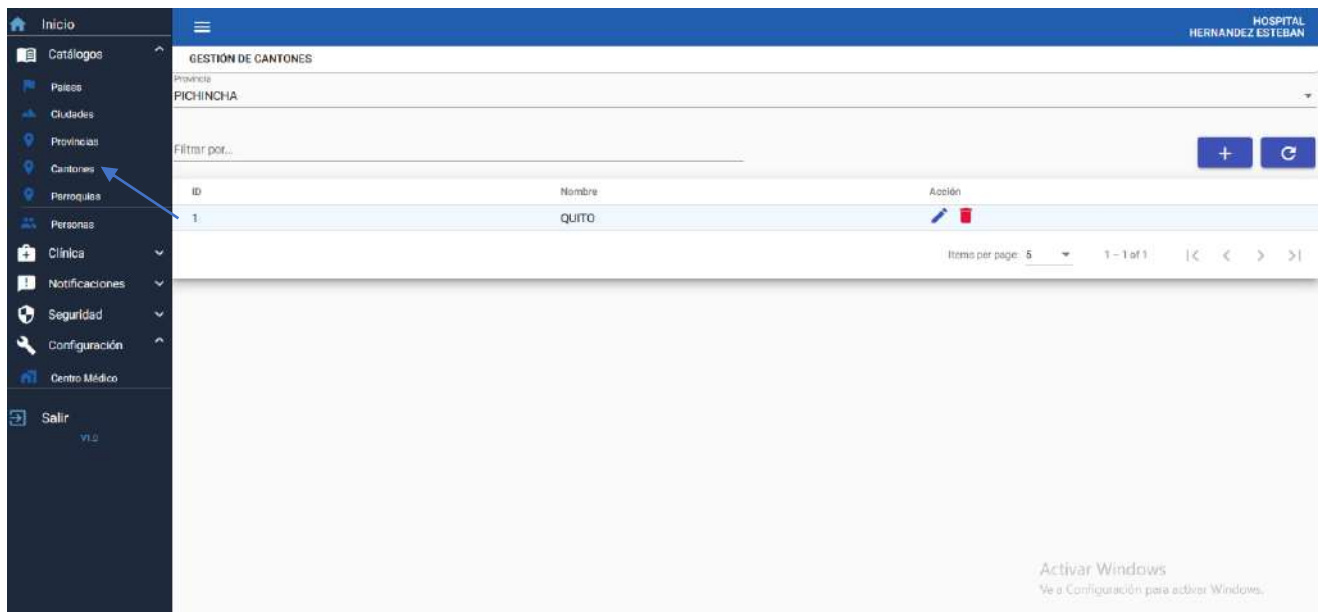 Inicio
HOSPITAL
HERNANDEZ ESTEBAN
Catálogos
GESTIÓN DE CANTONES
Países
Provincia
PICHINCHA
Ciudades
Provincias
Filtrar por...
Cantones
Parroquias
ID Nombre Acción
Personas
1 QUITO
Clínica
Items per page: 5 1 – 1 of 1
Notificaciones
Seguridad
Configuración
Centro Médico
Salir
V1.0
Activar Windows
Ve a Configuración para activar Windows.